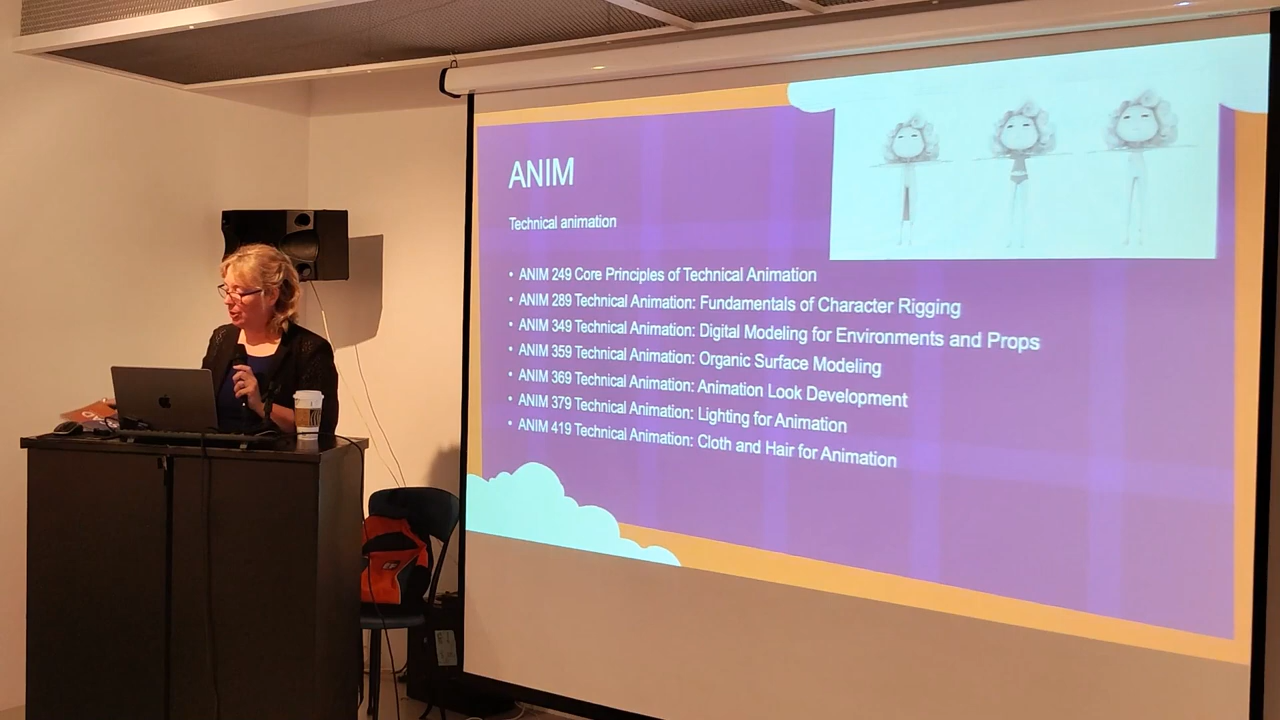 ANIM
Technical animation
• ANIM 249 Core Principles of Technical Animation
• ANIM 289 Technical Animation: Fundamentals of Character Rigging
• ANIM 349 Technical Animation: Digital Modeling for Environments and Props
• ANIM 359 Technical Animation: Organic Surface Modeling
• ANIM 369 Technical Animation: Animation Look Development
• ANIM 379 Technical Animation: Lighting for Animation
• ANIM 419 Technical Animation: Cloth and Hair for Animation